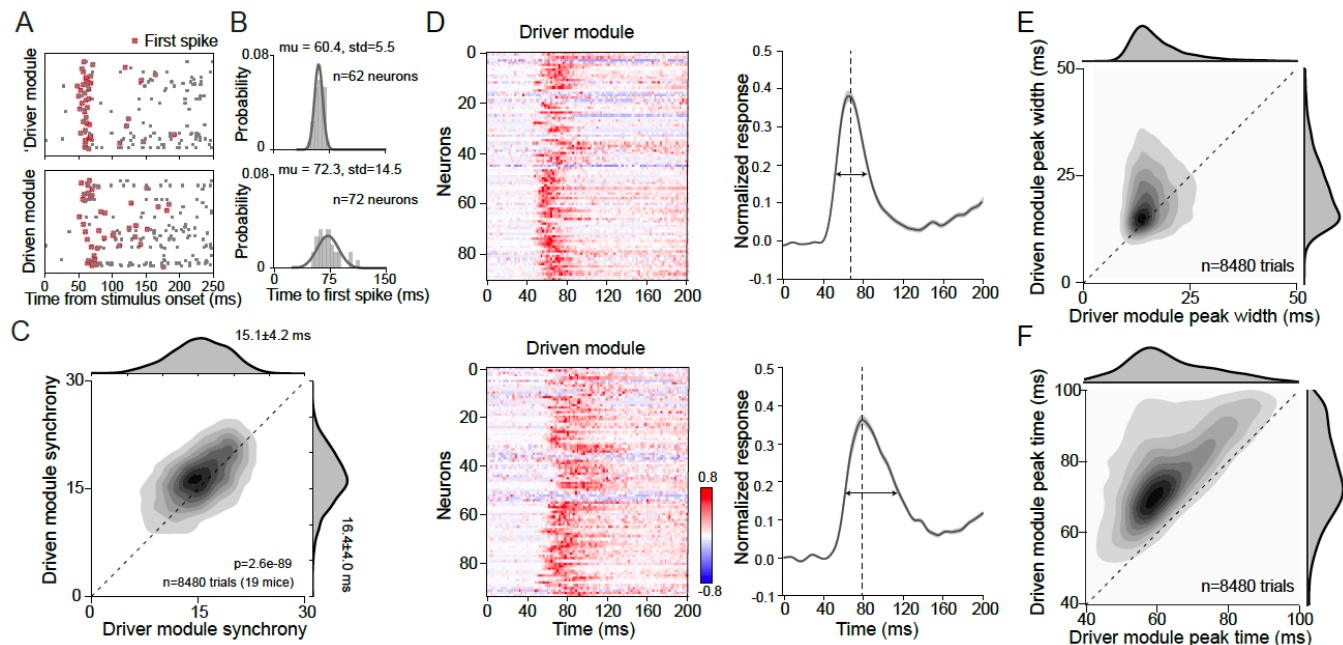 A
First spike
'Driver module
Driven module
0 50 100 150 200 250
Time from stimulus onset (ms)
B
mu = 60.4, std=5.5
0.08
n=62 neurons
Probability
0
0 75 150
mu = 72.3, std=14.5
0.08
n=72 neurons
Probability
0
0 75 150
Time to first spike (ms)
C
15.1±4.2 ms
30
15
0
Driven module synchrony
p=2.6e-89
n=8480 trials (19 mice)
16.4±4.0 ms
0 15 30
Driver module synchrony
D
Driver module
0
20
40
60
80
Neurons
0 40 80 120 160 200
0.5
0.4
0.3
0.2
0.1
0.0
-0.1
Normalized response
0 40 80 120 160 200
Driven module
0
20
40
60
80
Neurons
0.8
-0.8
0 40 80 120 160 200
Time (ms)
0.5
0.4
0.3
0.2
0.1
0.0
-0.1
Normalized response
0 40 80 120 160 200
Time (ms)
E
50
25
0
Driven module peak width (ms)
n=8480 trials
0 25 50
Driver module peak width (ms)
F
100
80
60
40
Driven module peak time (ms)
n=8480 trials
40 60 80 100
Driver module peak time (ms)